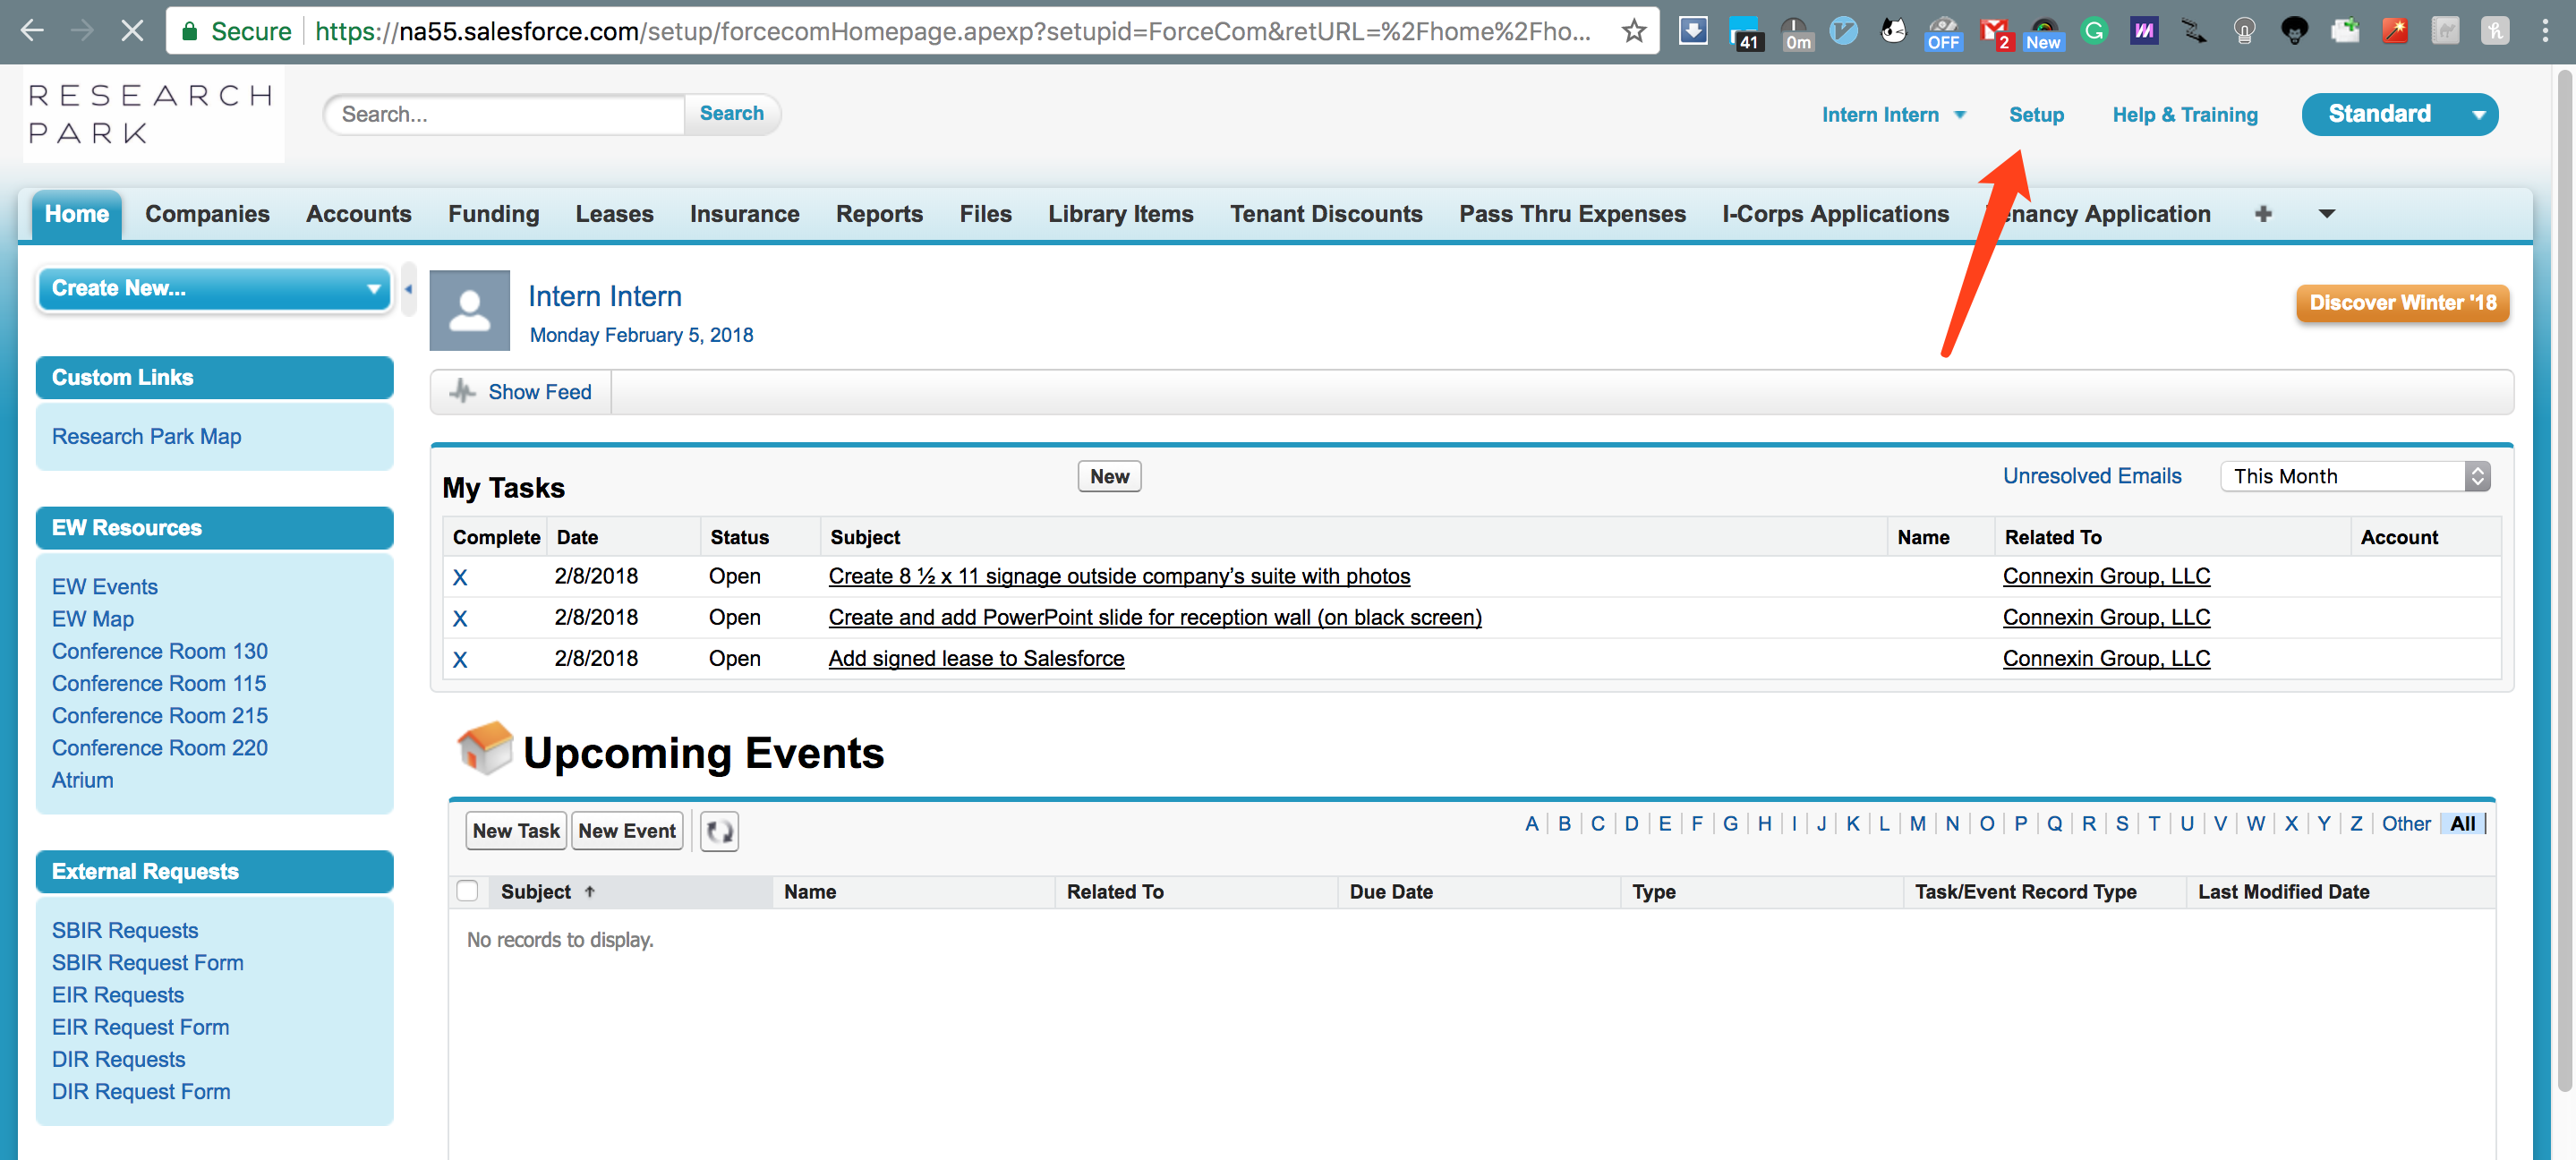 Secure https://na55.salesforce.com/setup/forcecomHomepage.apexp?setupid=ForceCom&retURL=%2Fhome%2Fho...
41 0m OFF 2 New
RESEARCH
PARK
Search... Search
Intern Intern Setup Help & Training Standard
Home Companies Accounts Funding Leases Insurance Reports Files Library Items Tenant Discounts Pass Thru Expenses I-Corps Applications enancy Application +
Create New...
Intern Intern
Monday February 5, 2018
Discover Winter '18
Custom Links
Research Park Map
EW Resources
EW Events
EW Map
Conference Room 130
Conference Room 115
Conference Room 215
Conference Room 220
Atrium
External Requests
SBIR Requests
SBIR Request Form
EIR Requests
EIR Request Form
DIR Requests
DIR Request Form
Show Feed
My Tasks New Unresolved Emails This Month
Complete Date Status Subject Name Related To Account
X 2/8/2018 Open Create 8 ½ x 11 signage outside company’s suite with photos Connexin Group, LLC
X 2/8/2018 Open Create and add PowerPoint slide for reception wall (on black screen) Connexin Group, LLC
X 2/8/2018 Open Add signed lease to Salesforce Connexin Group, LLC
Upcoming Events
New Task New Event A B C D E F G H I J K L M N O P Q R S T U V W X Y Z Other All
Subject Name Related To Due Date Type Task/Event Record Type Last Modified Date
No records to display.